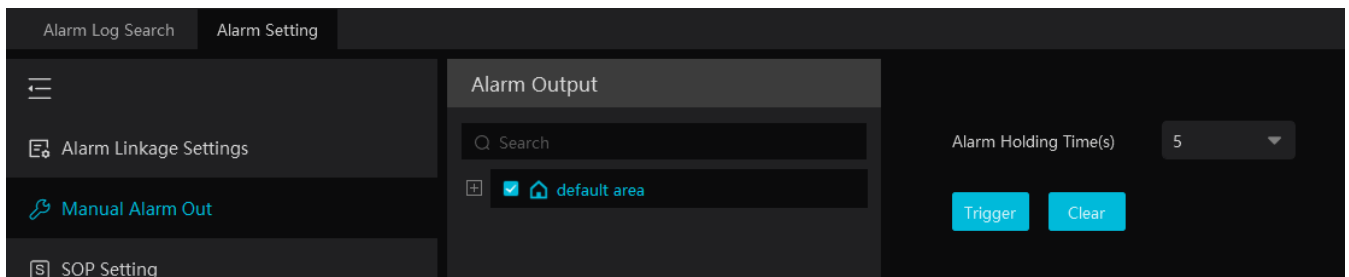 Alarm Log Search Alarm Setting
Alarm Output
Search
Alarm Holding Time(s) 5
Alarm Linkage Settings
default area
Manual Alarm Out
Trigger Clear
SOP Setting